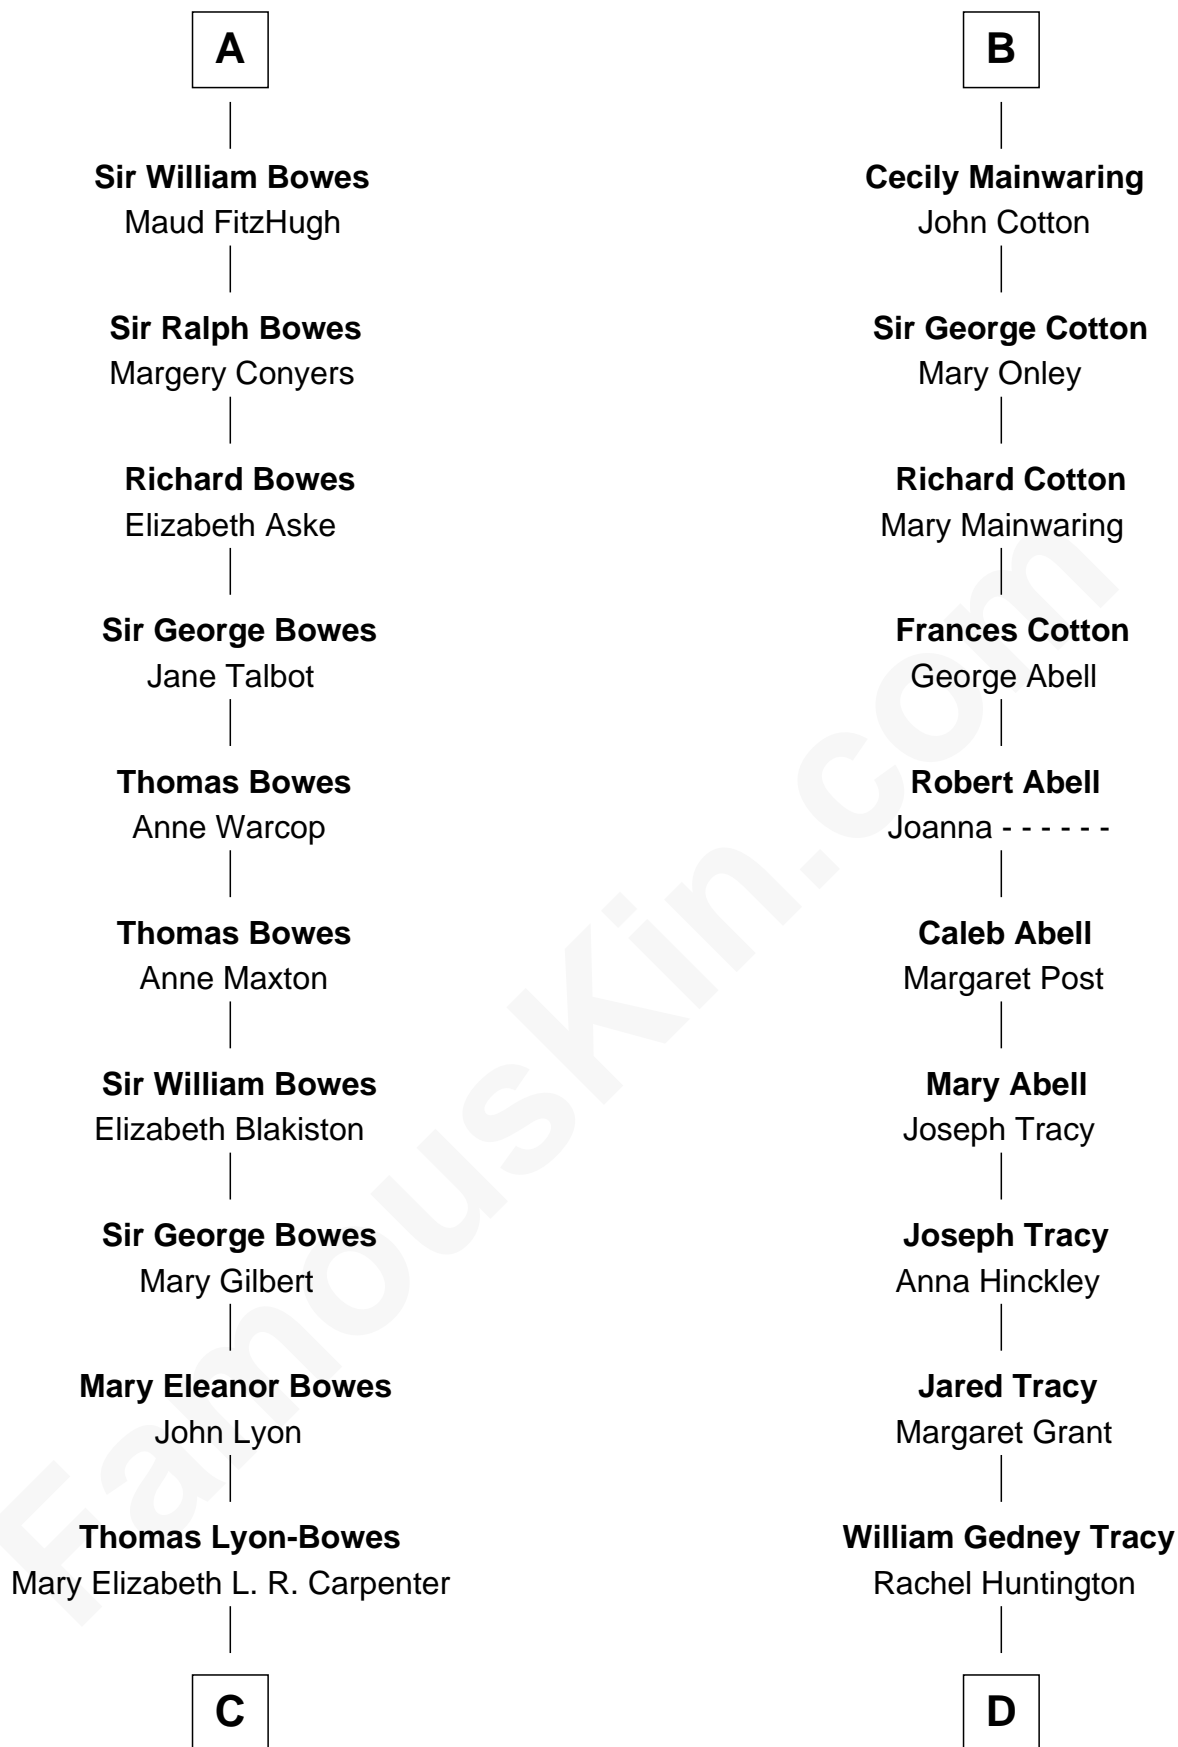 A
Sir William Bowes
Maud FitzHugh
Sir Ralph Bowes
Margery Conyers
Richard Bowes
Elizabeth Aske
Sir George Bowes
Jane Talbot
Thomas Bowes
Anne Warcop
Thomas Bowes
Anne Maxton
Sir William Bowes
Elizabeth Blakiston
Sir George Bowes
Mary Gilbert
Mary Eleanor Bowes
John Lyon
Thomas Lyon-Bowes
Mary Elizabeth L. R. Carpenter
C
B
Cecily Mainwaring
John Cotton
Sir George Cotton
Mary Onley
Richard Cotton
Mary Mainwaring
Frances Cotton
George Abell
Robert Abell
Joanna - - - - - -
Caleb Abell
Margaret Post
Mary Abell
Joseph Tracy
Joseph Tracy
Anna Hinckley
Jared Tracy
Margaret Grant
William Gedney Tracy
Rachel Huntington
D
FamousKin.com